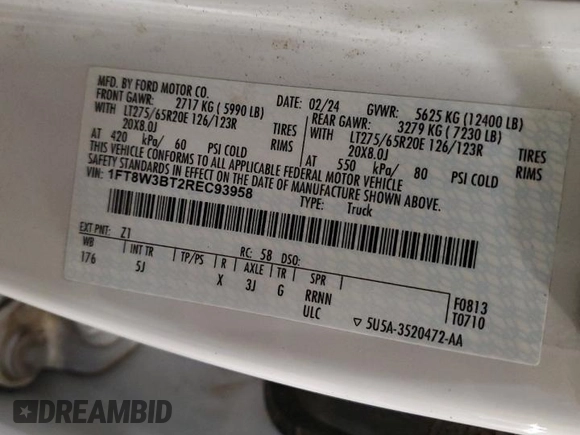 MFD. BY FORD MOTOR CO.
DATE: 02/24 GVWR: 5625 KG (12400 LB)
FRONT GAWR: 2717 KG (5990 LB) REAR GAWR: 3279 KG (7230 LB)
WITH LT275/65R20E 126/123R TIRES WITH LT275/65R20E 126/123R TIRES
20X8.0J 20X8.0J
AT 420 kPa/ 60 PSI COLD AT 550 kPa/ 80 PSI COLD
THIS VEHICLE CONFORMS TO ALL APPLICABLE FEDERAL MOTOR VEHICLE
SAFETY STANDARDS IN EFFECT ON THE DATE OF MANUFACTURE SHOWN ABOVE.
VIN: 1FT8W3BT2REC93958
TYPE: Truck
EXT PNT: Z1 RC: 58 DSO:
WB INT TR TP/PS R AXLE TR SPR
176 5J X 3J G RRNN F0813
ULC T0710
▽ 5U5A-3520472-AA
DREAMBID